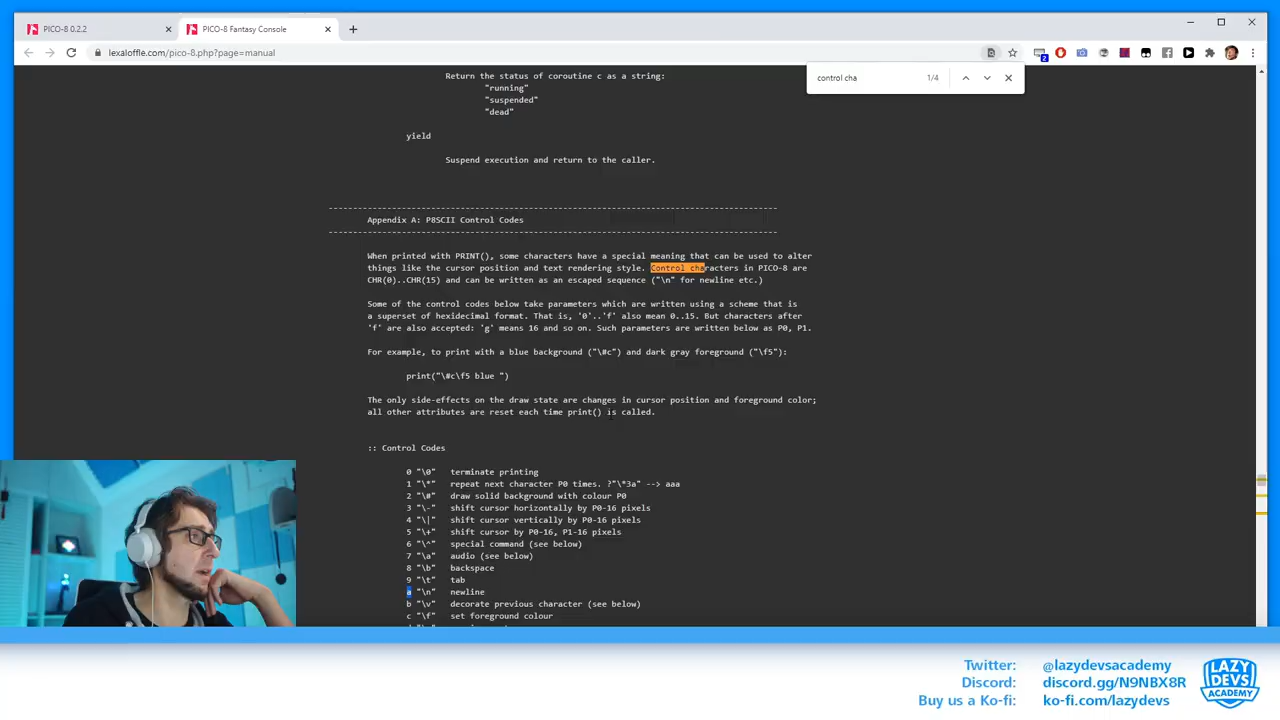 PICO-8 0.2.2
PICO-8 Fantasy Console
lexaloffle.com/pico-8.php?page=manual
2
control cha
1/4
Return the status of coroutine c as a string:
"running"
"suspended"
"dead"
yield
Suspend execution and return to the caller.
------------------------------------------------------------------------------------
Appendix A: P8SCII Control Codes
------------------------------------------------------------------------------------
When printed with PRINT(), some characters have a special meaning that can be used to alter
things like the cursor position and text rendering style. Control characters in PICO-8 are
CHR(0)..CHR(15) and can be written as an escaped sequence ("\n" for newline etc.)
Some of the control codes below take parameters which are written using a scheme that is
a superset of hexidecimal format. That is, '0'..'f' also mean 0..15. But characters after
'f' are also accepted: 'g' means 16 and so on. Such parameters are written below as P0, P1.
For example, to print with a blue background ("\#c") and dark gray foreground ("\f5"):
print("\#c\f5 blue ")
The only side-effects on the draw state are changes in cursor position and foreground color;
all other attributes are reset each time print() is called.
:: Control Codes
0 "\0" terminate printing
1 "\*" repeat next character P0 times. ?"\*3a" --> aaa
2 "\#" draw solid background with colour P0
3 "\-" shift cursor horizontally by P0-16 pixels
4 "\|" shift cursor vertically by P0-16 pixels
5 "\+" shift cursor by P0-16, P1-16 pixels
6 "\^" special command (see below)
7 "\a" audio (see below)
8 "\b" backspace
9 "\t" tab
a "\n" newline
b "\v" decorate previous character (see below)
c "\f" set foreground colour
Twitter: @lazydevsacademy
Discord: discord.gg/N9NBX8R
Buy us a Ko-fi: ko-fi.com/lazydevs
LAZY
DEVS
ACADEMY